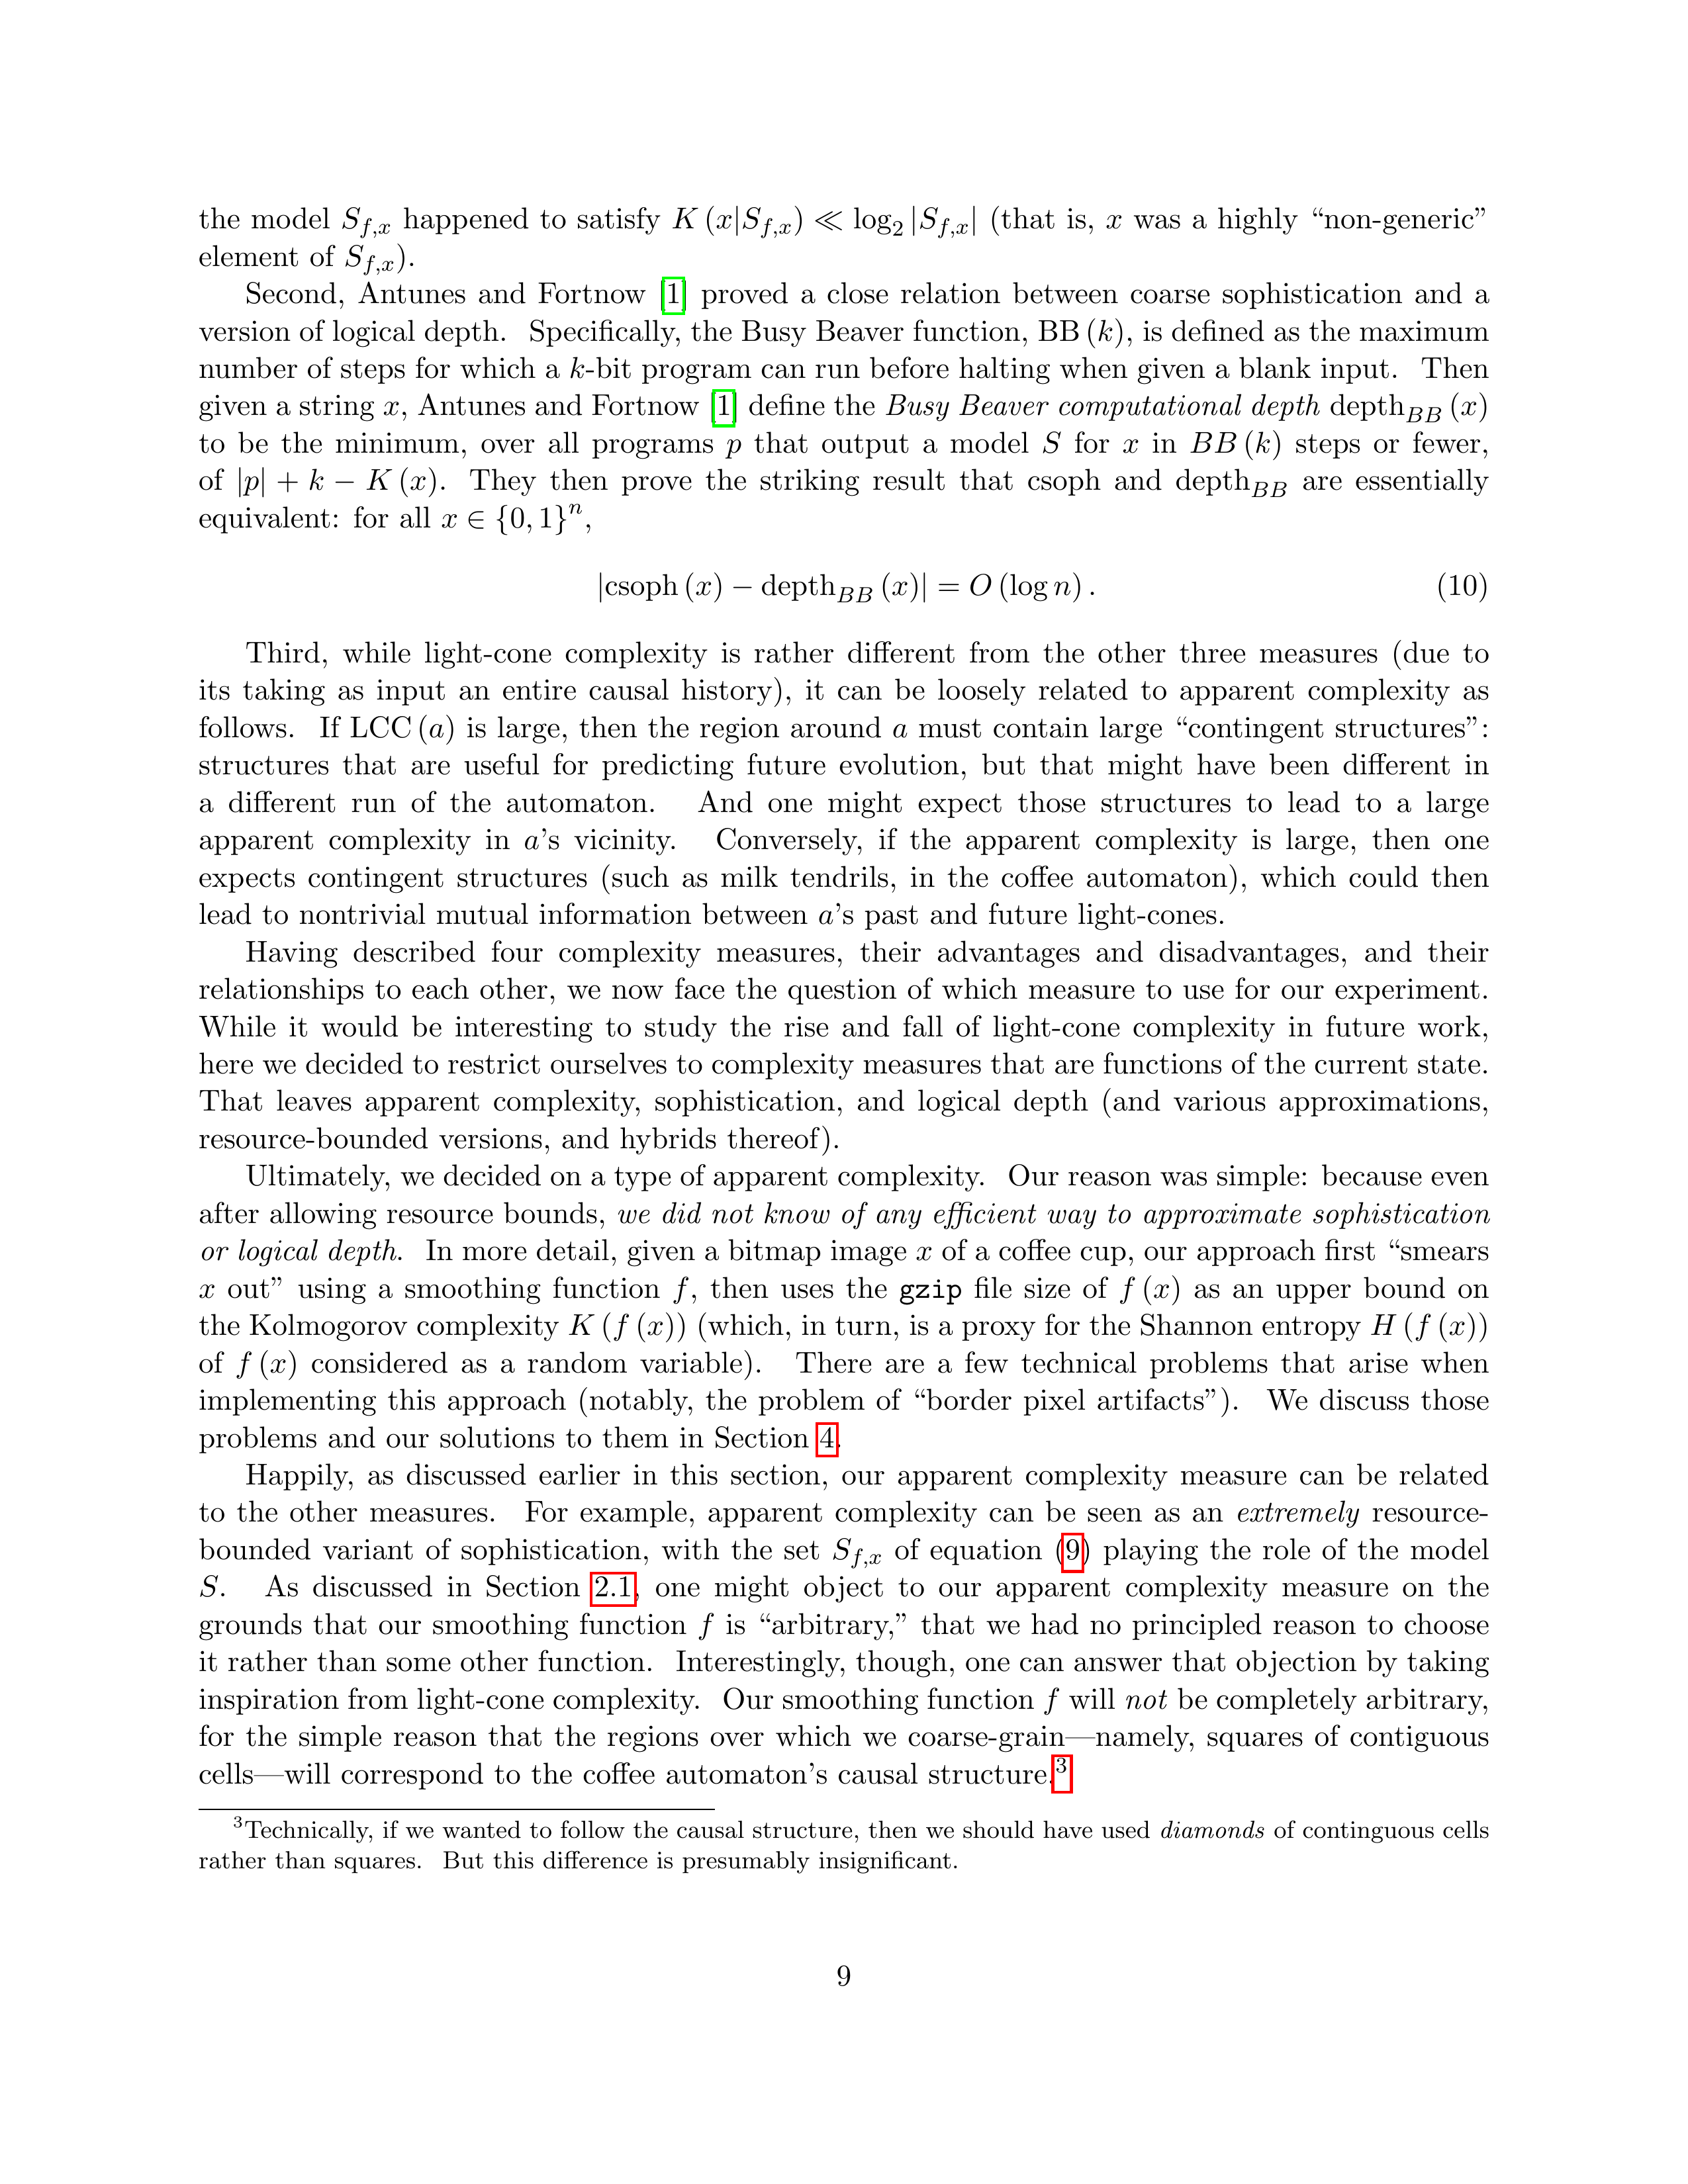 the model S_{f,x} happened to satisfy K (x|S_{f,x}) ≪ log_2 |S_{f,x}| (that is, x was a highly “non-generic”
element of S_{f,x}).
Second, Antunes and Fortnow [1] proved a close relation between coarse sophistication and a
version of logical depth. Specifically, the Busy Beaver function, BB (k), is defined as the maximum
number of steps for which a k-bit program can run before halting when given a blank input. Then
given a string x, Antunes and Fortnow [1] define the Busy Beaver computational depth depth_{BB} (x)
to be the minimum, over all programs p that output a model S for x in BB (k) steps or fewer,
of |p| + k − K (x). They then prove the striking result that csoph and depth_{BB} are essentially
equivalent: for all x ∈ {0, 1}^n,
|csoph (x) − depth_{BB} (x)| = O (log n) . (10)
Third, while light-cone complexity is rather different from the other three measures (due to
its taking as input an entire causal history), it can be loosely related to apparent complexity as
follows. If LCC (a) is large, then the region around a must contain large “contingent structures”:
structures that are useful for predicting future evolution, but that might have been different in
a different run of the automaton. And one might expect those structures to lead to a large
apparent complexity in a’s vicinity. Conversely, if the apparent complexity is large, then one
expects contingent structures (such as milk tendrils, in the coffee automaton), which could then
lead to nontrivial mutual information between a’s past and future light-cones.
Having described four complexity measures, their advantages and disadvantages, and their
relationships to each other, we now face the question of which measure to use for our experiment.
While it would be interesting to study the rise and fall of light-cone complexity in future work,
here we decided to restrict ourselves to complexity measures that are functions of the current state.
That leaves apparent complexity, sophistication, and logical depth (and various approximations,
resource-bounded versions, and hybrids thereof).
Ultimately, we decided on a type of apparent complexity. Our reason was simple: because even
after allowing resource bounds, we did not know of any efficient way to approximate sophistication
or logical depth. In more detail, given a bitmap image x of a coffee cup, our approach first “smears
x out” using a smoothing function f, then uses the gzip file size of f (x) as an upper bound on
the Kolmogorov complexity K (f (x)) (which, in turn, is a proxy for the Shannon entropy H (f (x))
of f (x) considered as a random variable). There are a few technical problems that arise when
implementing this approach (notably, the problem of “border pixel artifacts”). We discuss those
problems and our solutions to them in Section 4.
Happily, as discussed earlier in this section, our apparent complexity measure can be related
to the other measures. For example, apparent complexity can be seen as an extremely resource-
bounded variant of sophistication, with the set S_{f,x} of equation (9) playing the role of the model
S. As discussed in Section 2.1, one might object to our apparent complexity measure on the
grounds that our smoothing function f is “arbitrary,” that we had no principled reason to choose
it rather than some other function. Interestingly, though, one can answer that objection by taking
inspiration from light-cone complexity. Our smoothing function f will not be completely arbitrary,
for the simple reason that the regions over which we coarse-grain—namely, squares of contiguous
cells—will correspond to the coffee automaton’s causal structure.^3
^3Technically, if we wanted to follow the causal structure, then we should have used diamonds of continguous cells
rather than squares. But this difference is presumably insignificant.
9